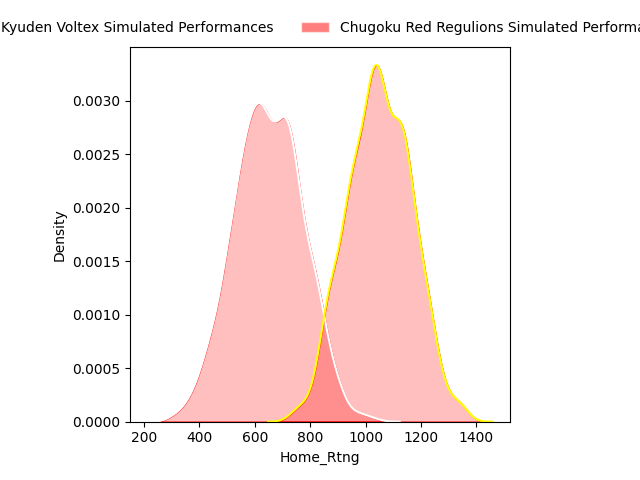 Kyuden Voltex Simulated Performances
Chugoku Red Regulions Simulated
0.0030
0.0025
0.0020
0.0015
0.0010
0.0005
0.0000
Density
200 400 600 800 1000 1200 1400
Home_Rtng